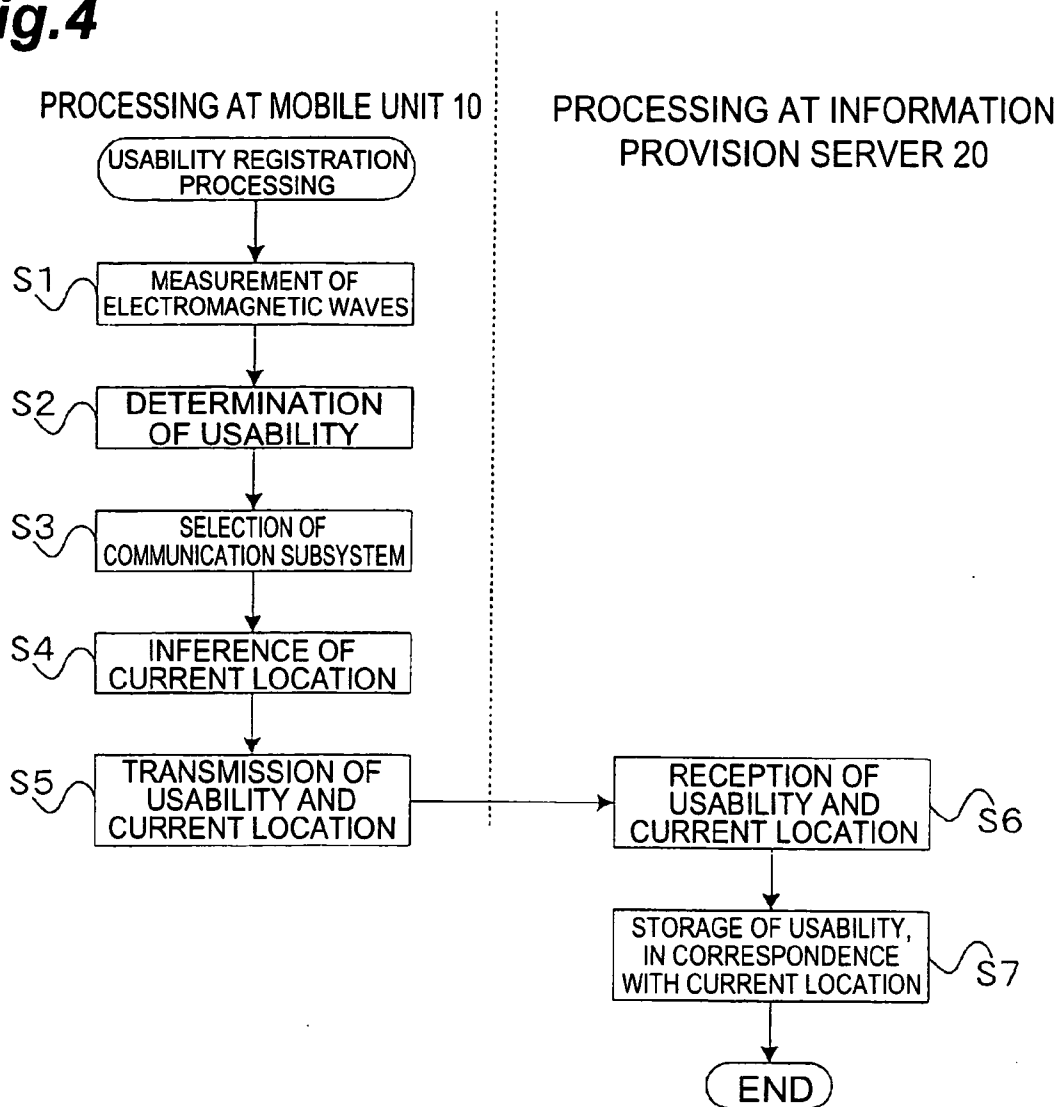 ig.4
PROCESSING AT MOBILE UNIT 10
USABILITY REGISTRATION
PROCESSING
S1
MEASUREMENT OF
ELECTROMAGNETIC WAVES
S2
DETERMINATION
OF USABILITY
S3
SELECTION OF
COMMUNICATION SUBSYSTEM
S4
INFERENCE OF
CURRENT LOCATION
S5
TRANSMISSION OF
USABILITY AND
CURRENT LOCATION
PROCESSING AT INFORMATION
PROVISION SERVER 20
RECEPTION OF
USABILITY AND
CURRENT LOCATION
S6
STORAGE OF USABILITY,
IN CORRESPONDENCE
WITH CURRENT LOCATION
S7
END